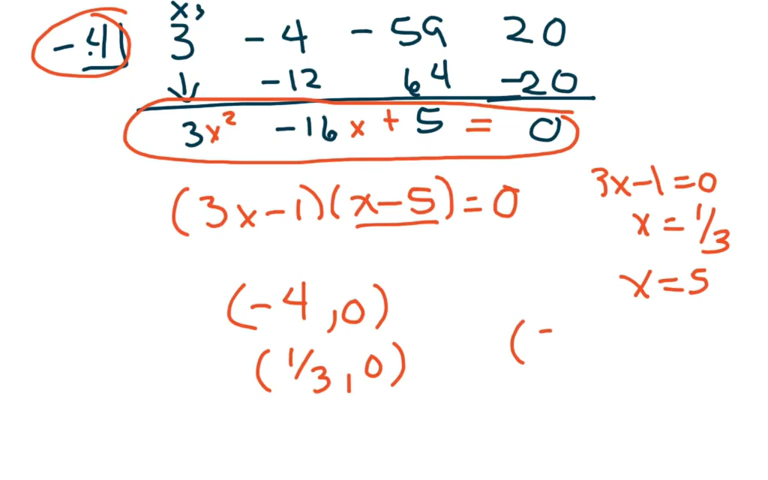 x³
-4| 3 -4 -59 20
↓ -12 64 -20
3x² -16x + 5 = 0
(3x-1)(x-5)=0
3x-1=0
x=1/3
x=5
(-4,0)
(1/3,0)
(-